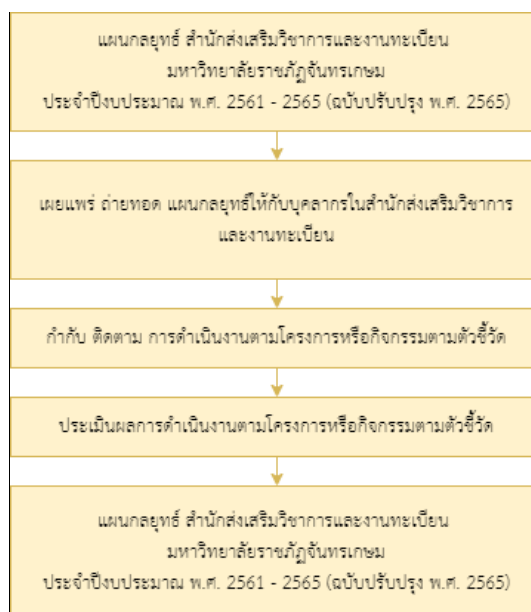 แผนกลยุทธ์ สำนักส่งเสริมวิชาการและงานทะเบียน
มหาวิทยาลัยราชภัฏจันทรเกษม
ประจำปีงบประมาณ พ.ศ. 2561 - 2565 (ฉบับปรับปรุง พ.ศ. 2565)
เผยแพร่ ถ่ายทอด แผนกลยุทธ์ให้กับบุคลากรในสำนักส่งเสริมวิชาการ
และงานทะเบียน
กำกับ ติดตาม การดำเนินงานตามโครงการหรือกิจกรรมตามตัวชี้วัด
ประเมินผลการดำเนินงานตามโครงการหรือกิจกรรมตามตัวชี้วัด
แผนกลยุทธ์ สำนักส่งเสริมวิชาการและงานทะเบียน
มหาวิทยาลัยราชภัฏจันทรเกษม
ประจำปีงบประมาณ พ.ศ. 2561 - 2565 (ฉบับปรับปรุง พ.ศ. 2565)